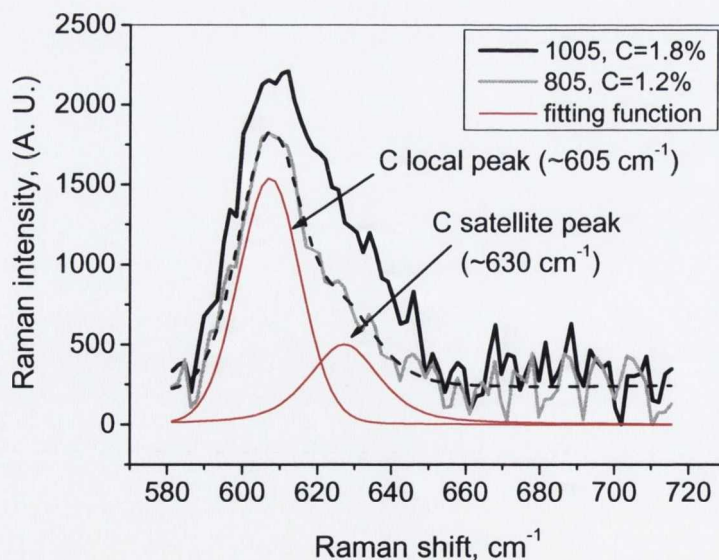 2500
2000
1500
1000
500
0
Raman intensity, (A. U.)
1005, C=1.8%
805, C=1.2%
fitting function
C local peak (~605 cm⁻¹)
C satellite peak
(~630 cm⁻¹)
580 600 620 640 660 680 700 720
Raman shift, cm⁻¹